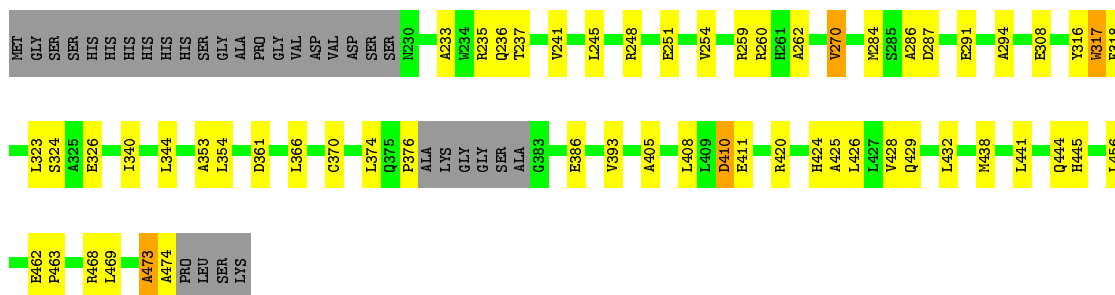 MET GLY SER SER HIS HIS HIS HIS HIS HIS SER GLY ALA PRO GLY VAL ASP VAL ASP SER SER N230 A233 W234 R235 Q236 T237 V241 L245 R248 E251 V254 R259 R260 H261 A262 V270 M284 S285 A286 D287 E291 A294 E308 Y316 W317 E318
L323 S324 A325 E326 I340 L344 A353 L354 D361 L366 C370 L374 Q375 P376 ALA LYS GLY GLY SER ALA G383 E386 V393 A405 L408 L409 D410 E411 R420 H424 A425 L426 L427 V428 Q429 L432 M438 L441 Q444 H445 L456
E462 P463 R468 L469 A473 A474 PRO LEU SER LYS